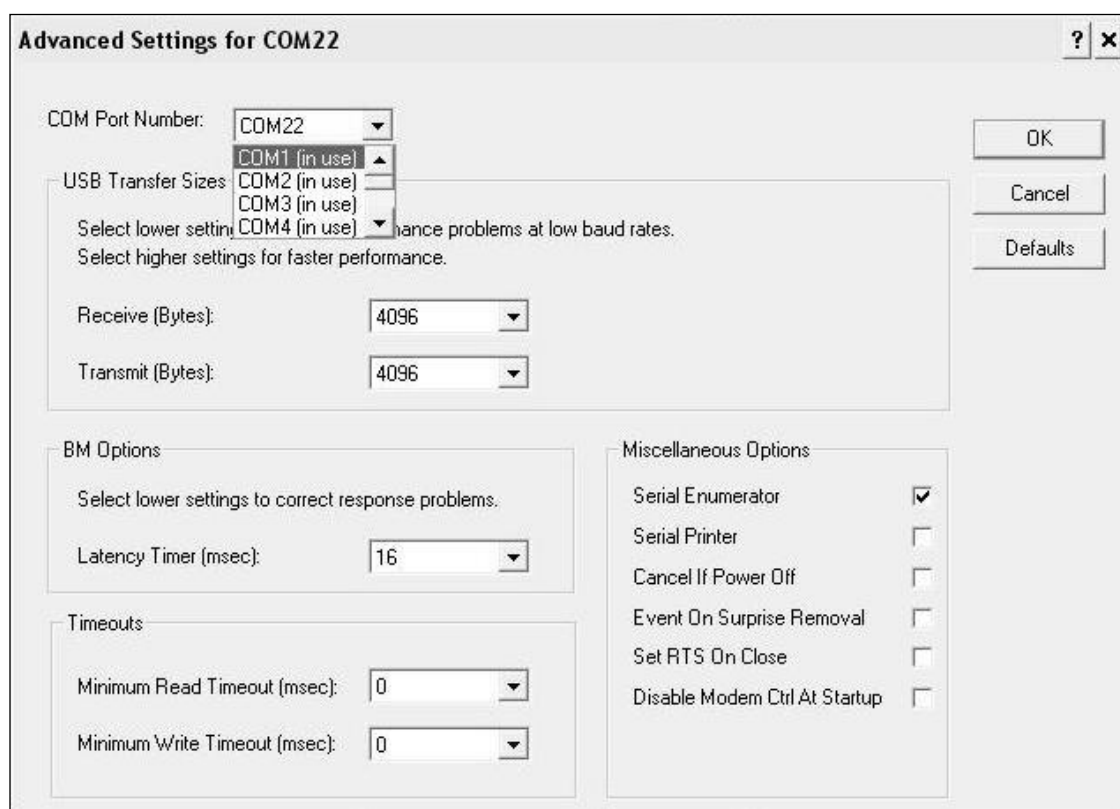 Advanced Settings for COM22
? ×
COM Port Number: COM22
COM1 (in use)
COM2 (in use)
COM3 (in use)
COM4 (in use)
OK
Cancel
Defaults
USB Transfer Sizes
Select lower settin mance problems at low baud rates.
Select higher settings for faster performance.
Receive (Bytes): 4096
Transmit (Bytes): 4096
BM Options
Select lower settings to correct response problems.
Latency Timer (msec): 16
Timeouts
Minimum Read Timeout (msec): 0
Minimum Write Timeout (msec): 0
Miscellaneous Options
Serial Enumerator
Serial Printer
Cancel If Power Off
Event On Surprise Removal
Set RTS On Close
Disable Modem Ctrl At Startup